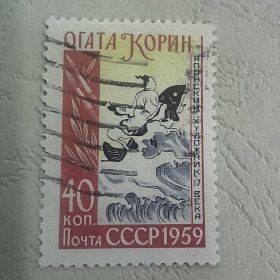 ОГАТА КОРИН
ЯПОНСКИЙ ХУДОЖНИК 17 ВЕКА
40
КОП.
ПОЧТА СССР 1959